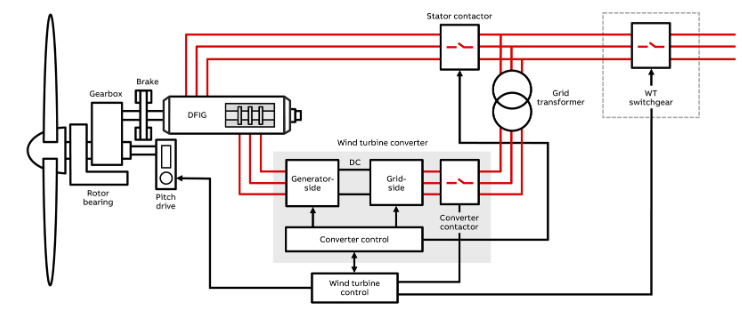 Stator contactor
Brake
Gearbox
DFIG
Grid
transformer
WT
switchgear
Wind turbine converter
DC
Generator-
side
Grid-
side
Rotor
bearing
Pitch
drive
Converter
contactor
Converter control
Wind turbine
control